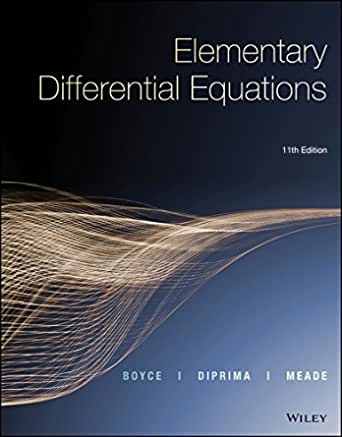 Elementary
Differential Equations
11th Edition
BOYCE | DIPRIMA | MEADE
WILEY